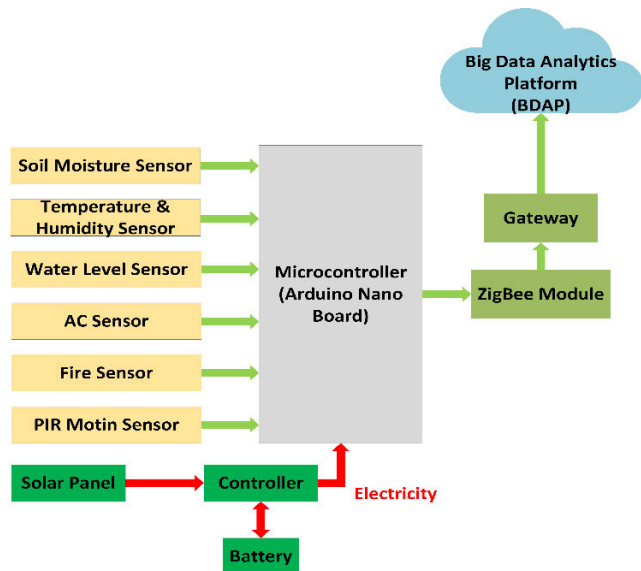 Big Data Analytics
Platform
(BDAP)
Soil Moisture Sensor
Temperature &
Humidity Sensor
Water Level Sensor
AC Sensor
Fire Sensor
PIR Motin Sensor
Microcontroller
(Arduino Nano
Board)
Gateway
ZigBee Module
Solar Panel
Controller
Electricity
Battery